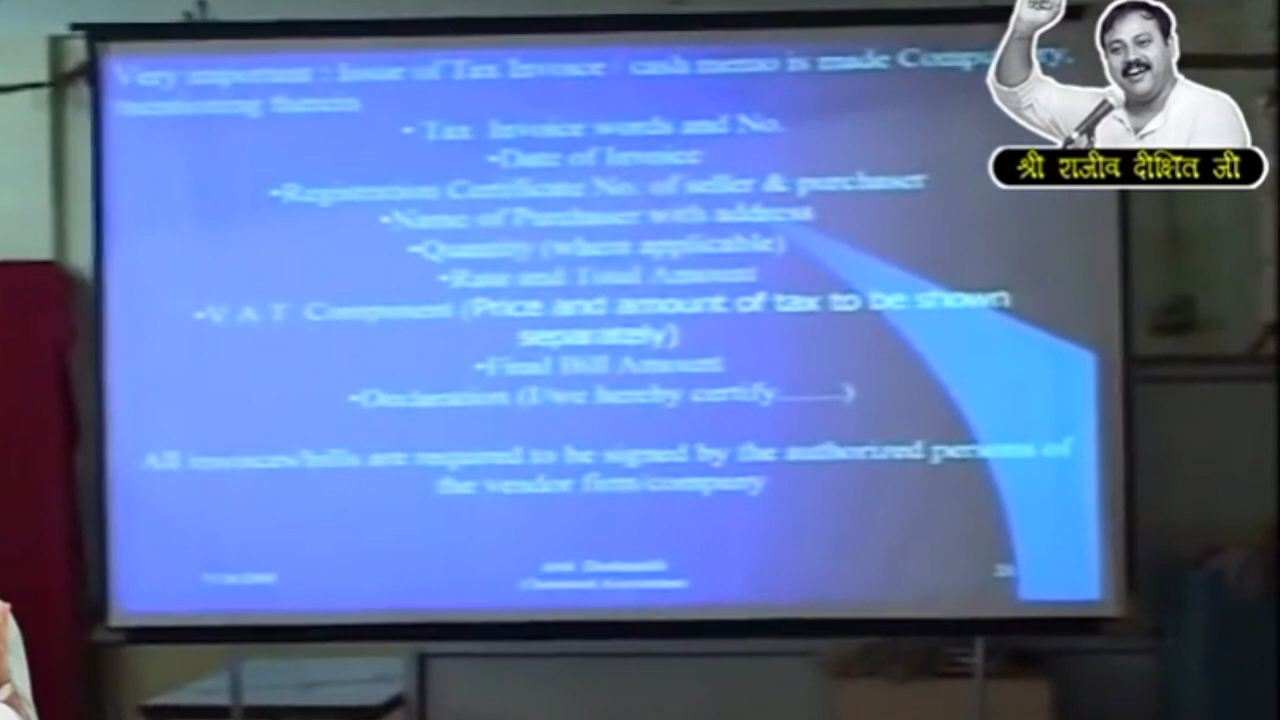 Very important : Issue of Tax Invoice / cash memo is made
mentioning therein
• Tax Invoice words and No.
•Date of Invoice
•Registration Certificate No. of seller & purchaser
•Name of Purchaser with address
•Quantity (where applicable)
•Rate and Total Amount
•V A T Component (Price and amount of tax to be shown
separately)
•Final Bill Amount
•Declaration (I/we hereby certify........)
All invoices/bills are required to be signed by the authorized persons of
the vendor firm/company
श्री राजीव दीक्षित जी